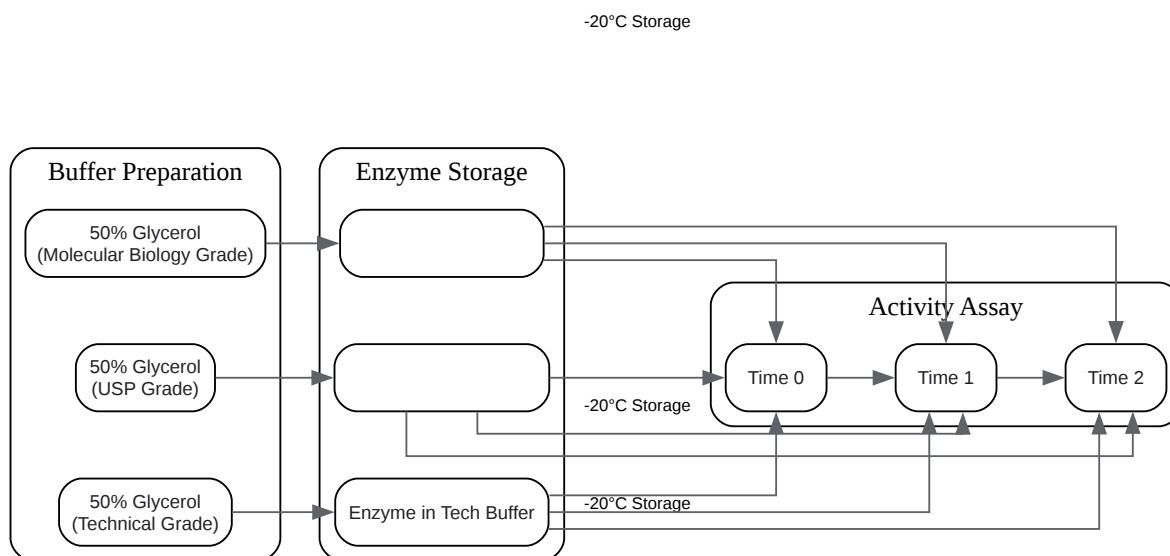 -20°C Storage
Buffer Preparation
Enzyme Storage
50% Glycerol
(Molecular Biology Grade)
Activity Assay
50% Glycerol
(USP Grade)
Time 0
Time 1
Time 2
-20°C Storage
50% Glycerol
(Technical Grade)
Enzyme in Tech Buffer
-20°C Storage